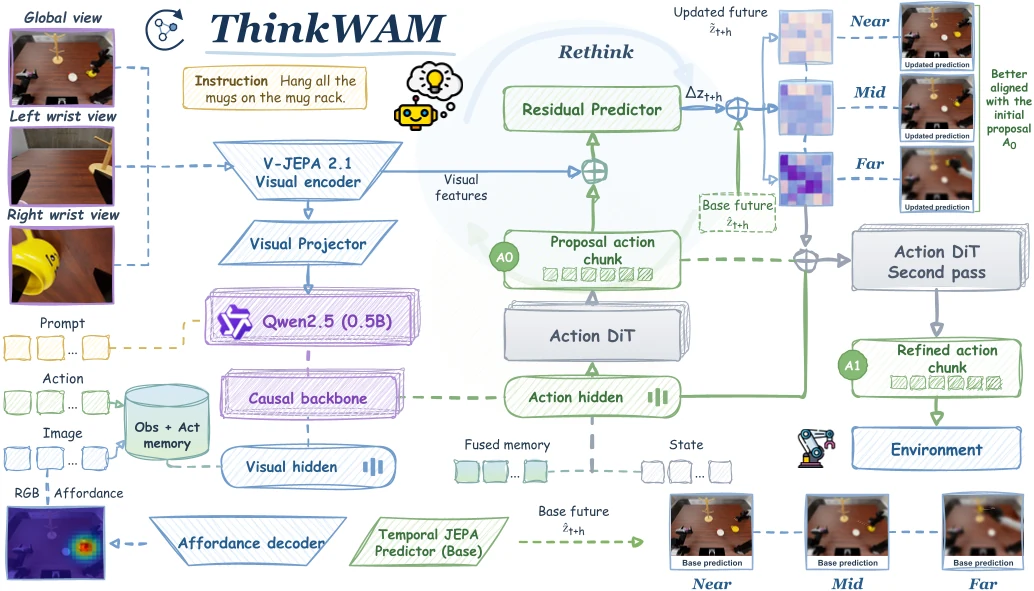 Global view
ThinkWAM
Instruction Hang all the
mugs on the mug rack.
Left wrist view
Right wrist view
V-JEPA 2.1
Visual encoder
Visual
features
Visual Projector
Qwen2.5 (0.5B)
Causal backbone
Visual hidden
Prompt
...
Action
...
Image
...
Obs + Act
memory
RGB
Affordance
Affordance decoder
Temporal JEPA
Predictor (Base)
Rethink
Residual Predictor
Δz_{t+h}
A0
Proposal action
chunk
Action DiT
Action hidden
Fused memory
...
State
...
Updated future
z̃_{t+h}
Near
Updated prediction
Mid
Updated prediction
Far
Updated prediction
Better
aligned
with the
initial
proposal
A₀
Base future
ẑ_{t+h}
Action DiT
Second pass
A1
Refined action
chunk
Environment
Base future
ẑ_{t+h}
Base prediction
Base prediction
Base prediction
Near
Mid
Far